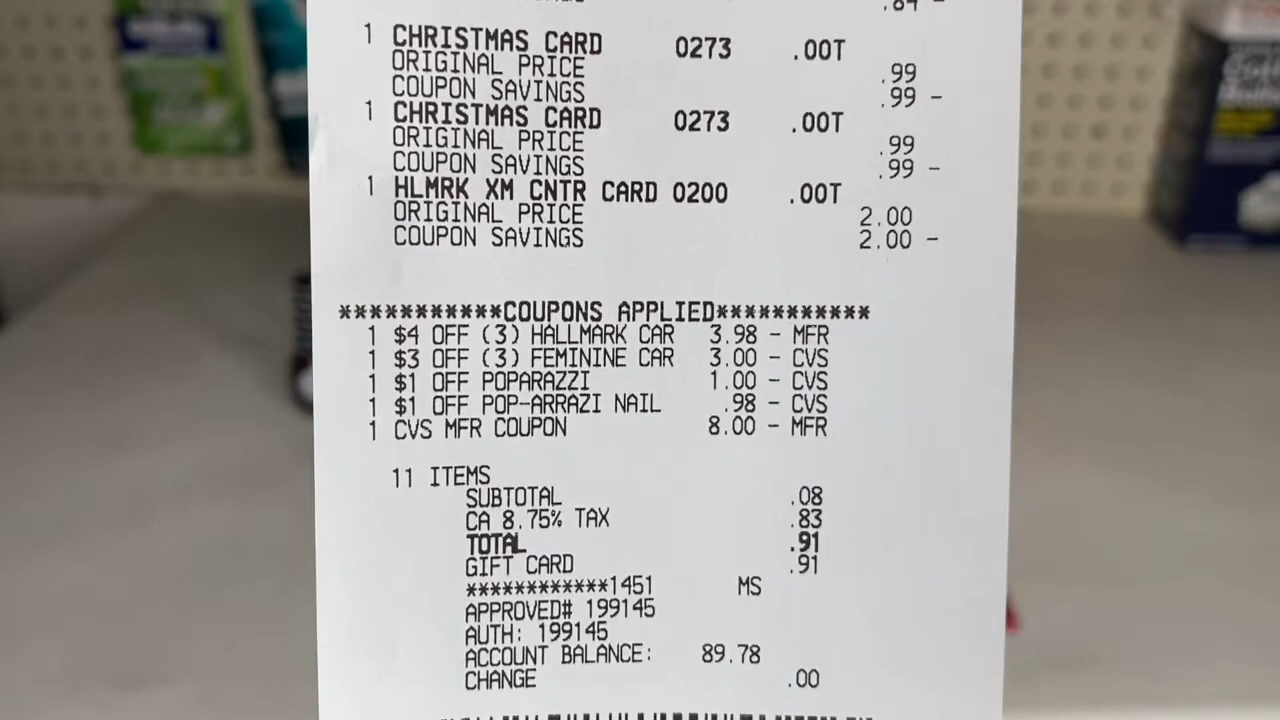 .84 -
1 CHRISTMAS CARD 0273 .00T
ORIGINAL PRICE .99
COUPON SAVINGS .99 -
1 CHRISTMAS CARD 0273 .00T
ORIGINAL PRICE .99
COUPON SAVINGS .99 -
1 HLMRK XM CNTR CARD 0200 .00T
ORIGINAL PRICE 2.00
COUPON SAVINGS 2.00 -
***********COUPONS APPLIED***********
1 $4 OFF (3) HALLMARK CAR 3.98 - MFR
1 $3 OFF (3) FEMININE CAR 3.00 - CVS
1 $1 OFF POPARAZZI 1.00 - CVS
1 $1 OFF POP-ARRAZI NAIL .98 - CVS
1 CVS MFR COUPON 8.00 - MFR
11 ITEMS
SUBTOTAL .08
CA 8.75% TAX .83
TOTAL .91
GIFT CARD .91
************1451 MS
APPROVED# 199145
AUTH: 199145
ACCOUNT BALANCE: 89.78
CHANGE .00